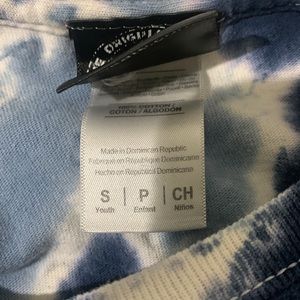 ORIGINAL
100% COTTON /
COTON / ALGODON
Made in Dominican Republic
Fabriqué en République Dominicaine
Hecho en República Dominicana
S P CH
Youth Enfant Niños